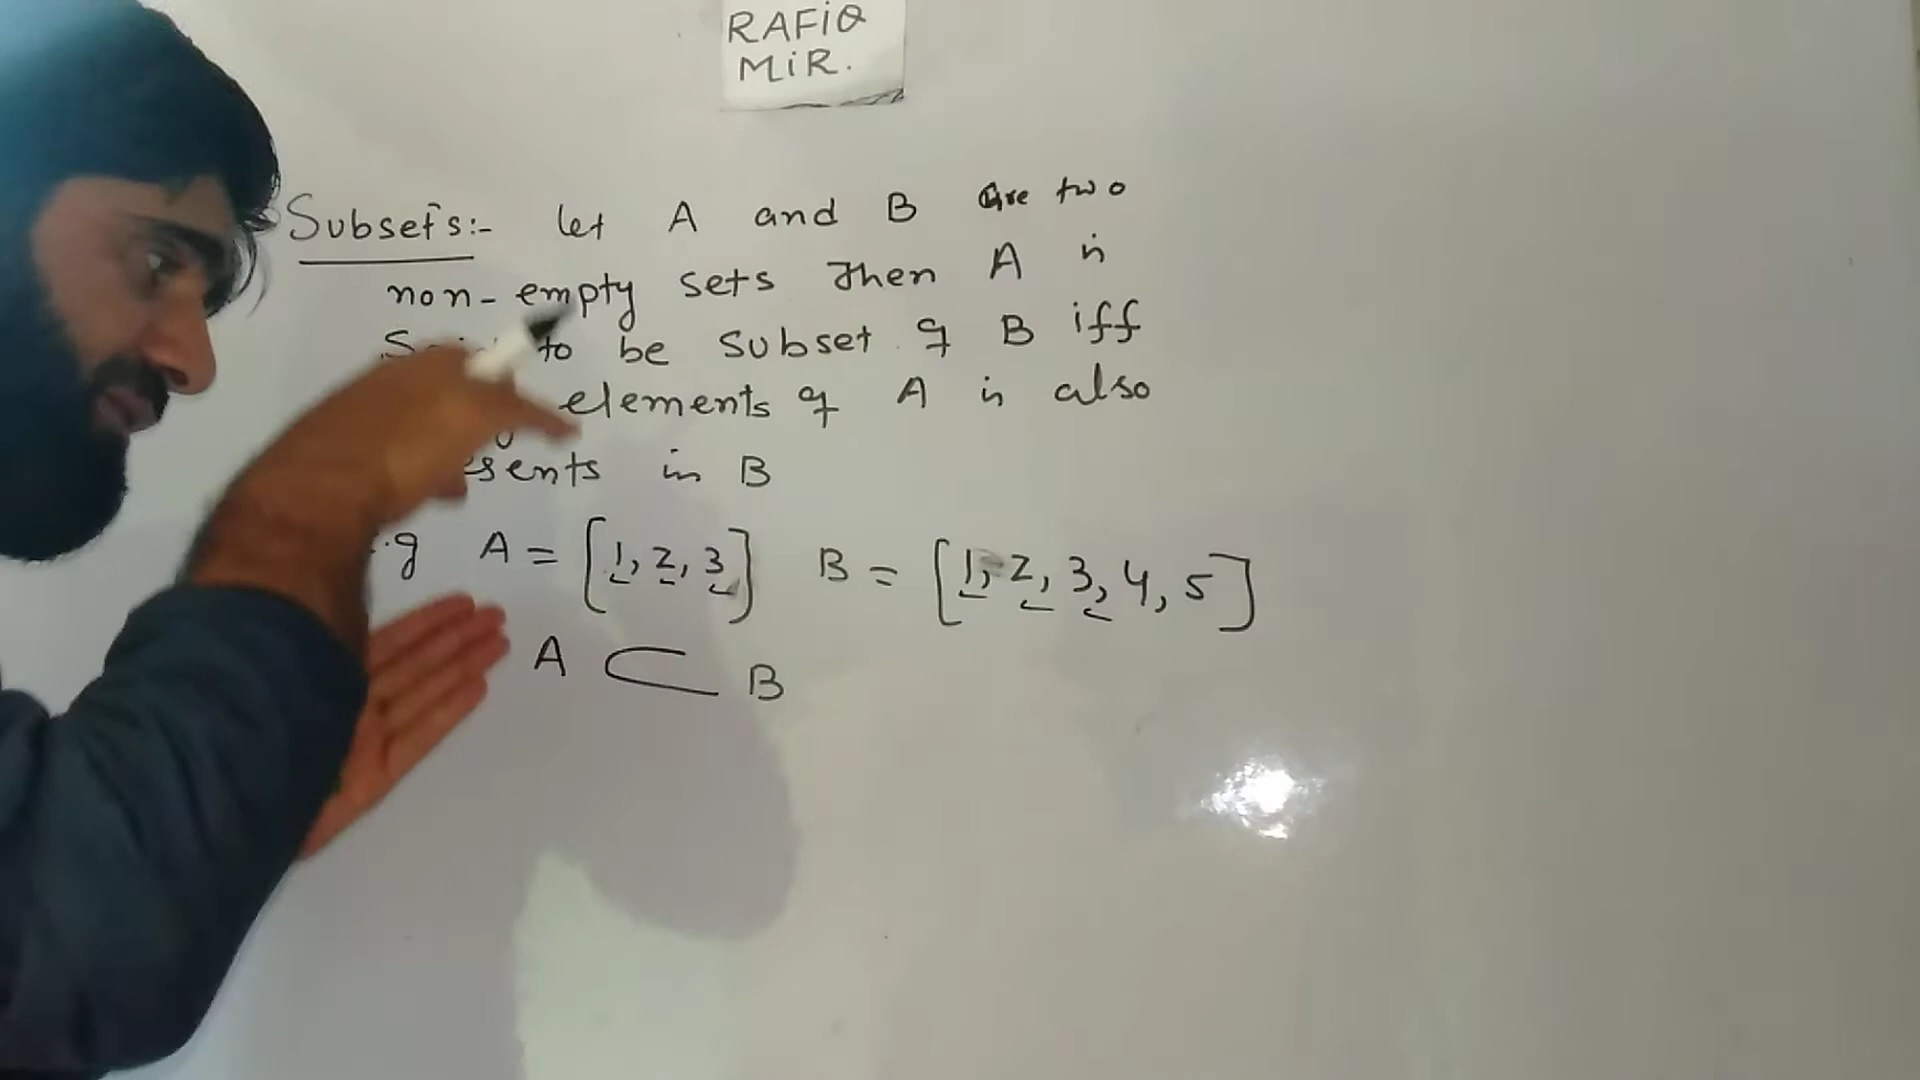 RAFIQ
MIR.
Subsets:- let A and B are two
non-empty sets then A is
to be subset of B iff
elements of A is also
in B
A = [1, 2, 3] B = [1, 2, 3, 4, 5]
A ⊂ B